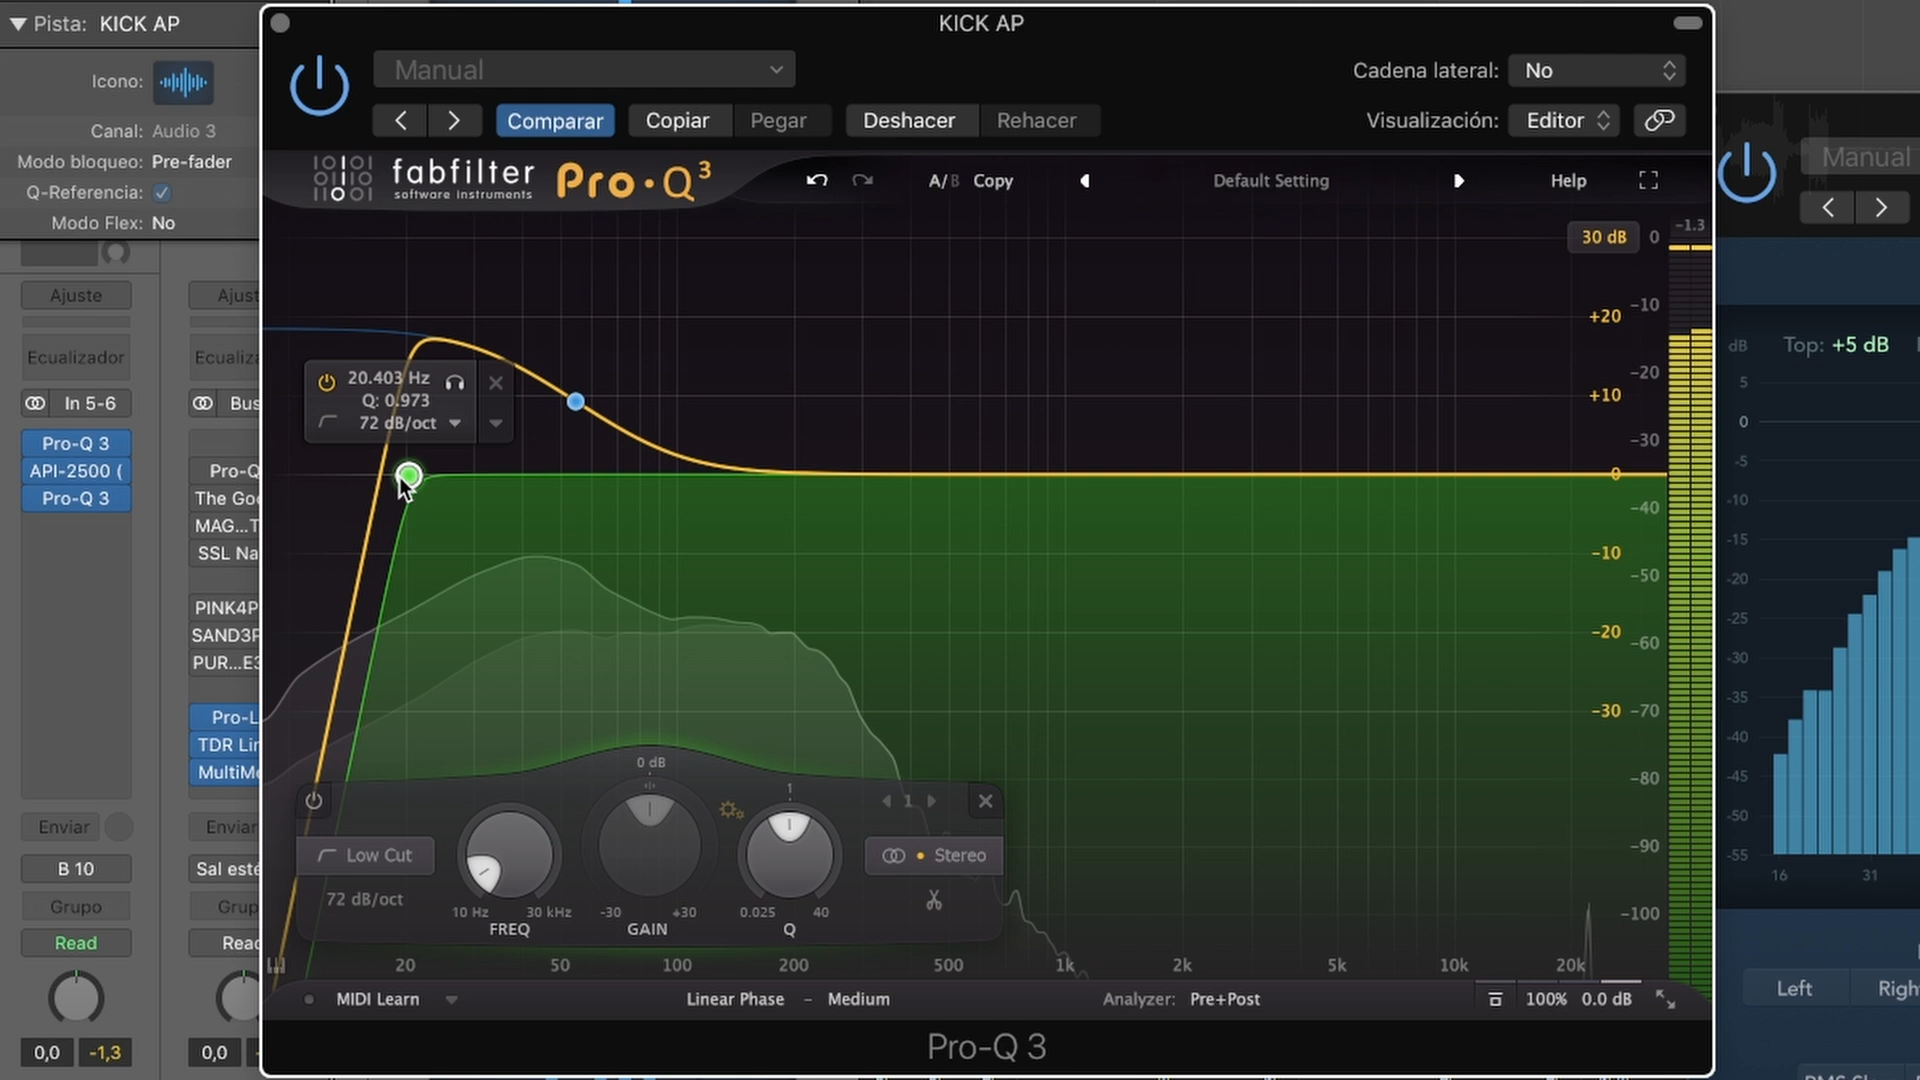 Pista: KICK AP
Icono:
Canal: Audio 3
Modo bloqueo: Pre-fader
Q-Referencia:
Modo Flex: No
Ajuste
Ecualizador
In 5-6
Pro-Q 3
API-2500 (
Pro-Q 3
Enviar
B 10
Grupo
Read
0,0 -1,3
Ajust
Ecualiza
Bus
Pro-Q
The Goo
MAG...T
SSL Na
PINK4P
SAND3P
PUR...E3
Pro-L
TDR Lin
MultiMe
Enviar
Sal esté
Grup
Read
0,0
KICK AP
Manual
Cadena lateral: No
Comparar Copiar Pegar Deshacer Rehacer
Visualización: Editor
fabfilter
software instruments
Pro·Q3
A/B Copy
Default Setting
Help
30 dB 0 -1.3
-10
+20
-20
+10
-30
0
-40
-10
-50
-20
-60
-30 -70
-80
-90
-100
20.403 Hz
Q: 0.973
72 dB/oct
0 dB
1
1
Low Cut
Stereo
72 dB/oct
10 Hz 30 kHz
-30 +30
0.025 40
FREQ GAIN Q
20 50 100 200 500 1k 2k 5k 10k 20k
MIDI Learn
Linear Phase - Medium
Analyzer: Pre+Post
100% 0.0 dB
Pro-Q 3
Manual
dB Top: +5 dB
5
0
-5
-10
-15
-20
-25
-30
-35
-40
-45
-50
-55
16 31
Left Right